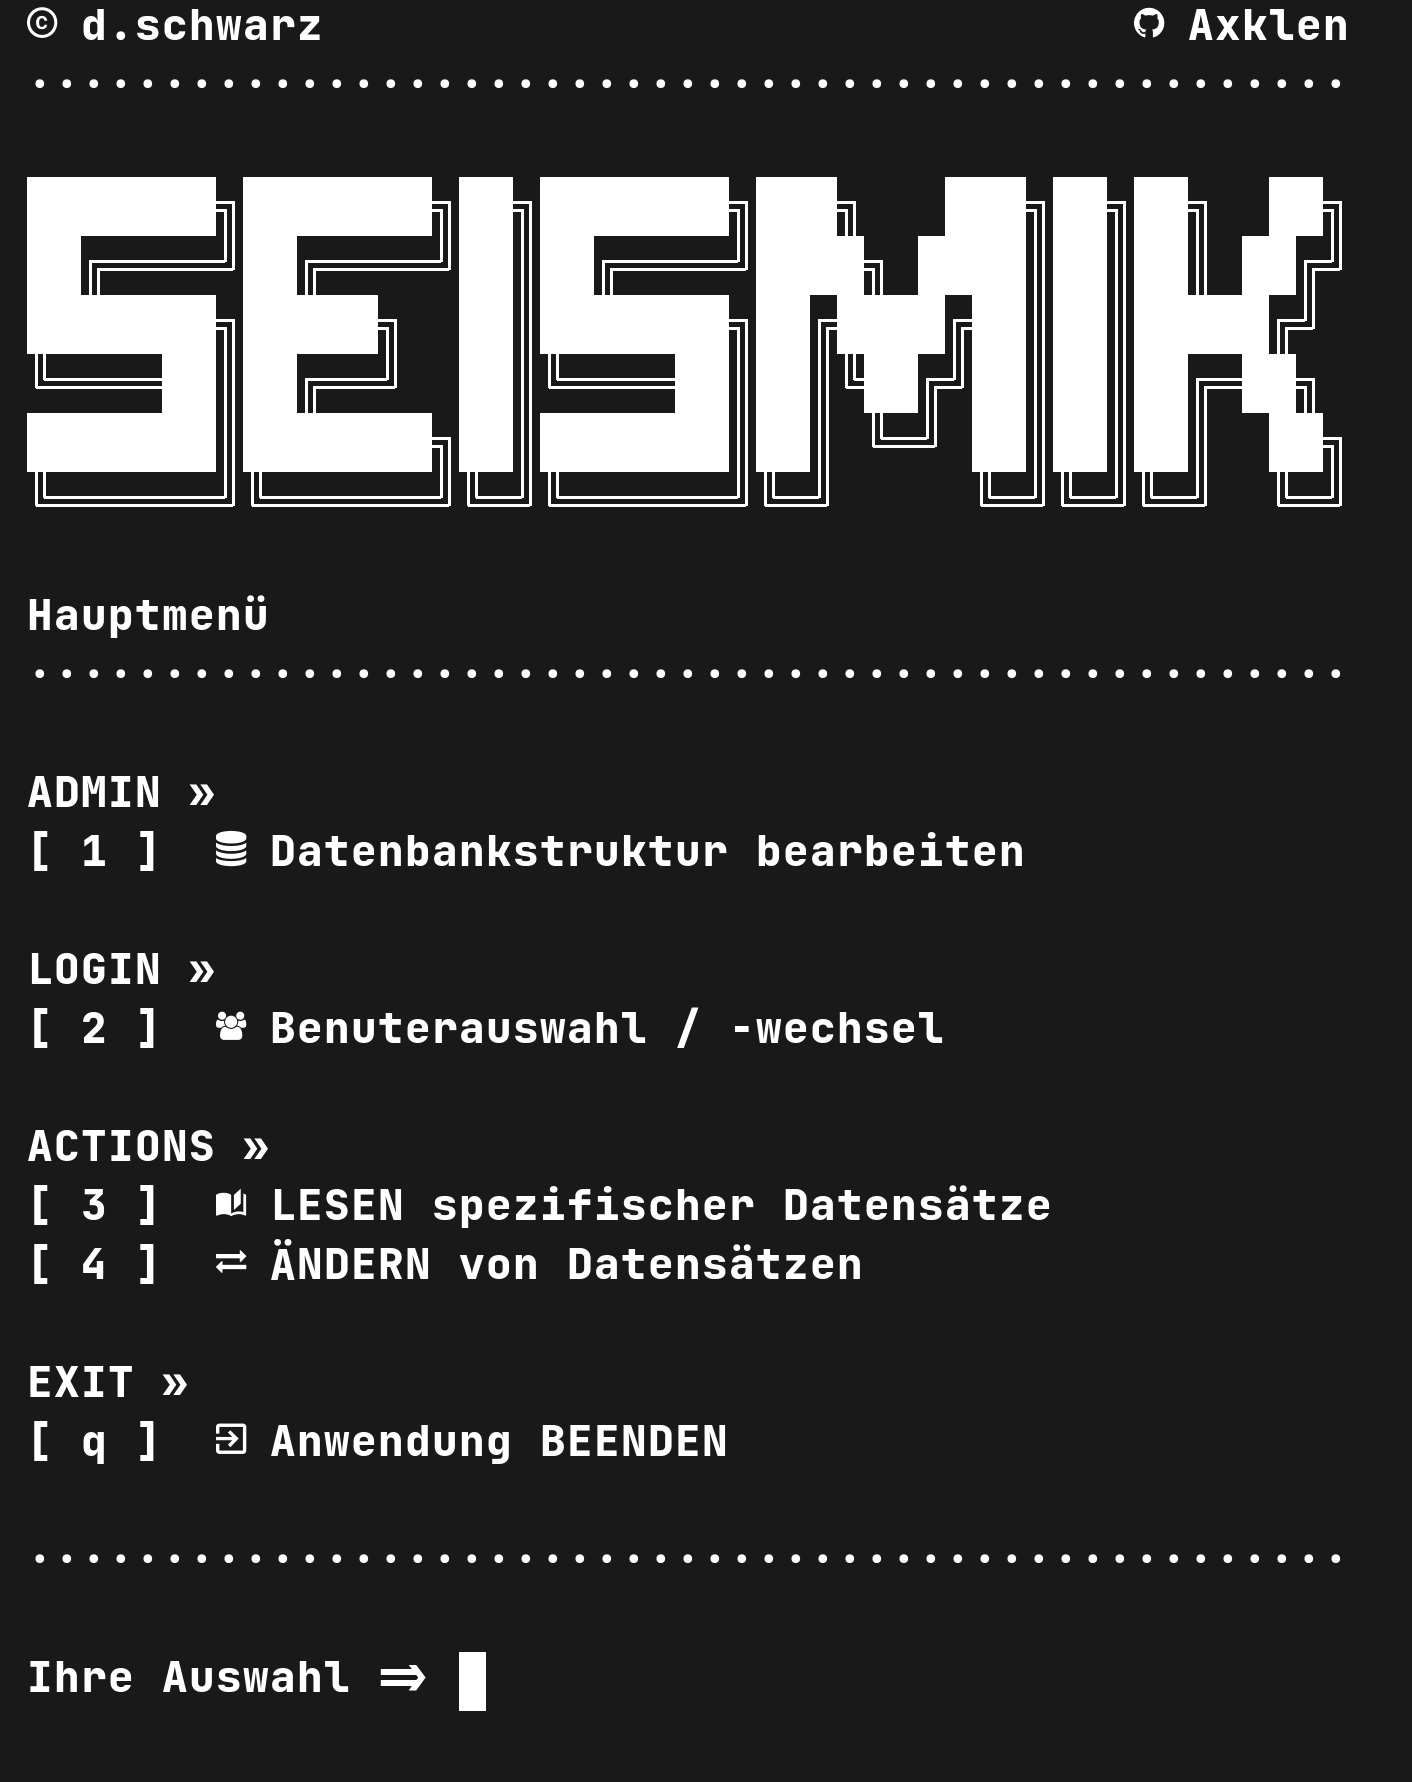 © d.schwarz Axklen
SEISMIK
Hauptmenü
ADMIN »
[ 1 ] Datenbankstruktur bearbeiten
LOGIN »
[ 2 ] Benuterauswahl / -wechsel
ACTIONS »
[ 3 ] LESEN spezifischer Datensätze
[ 4 ] ÄNDERN von Datensätzen
EXIT »
[ q ] Anwendung BEENDEN
Ihre Auswahl ⇒